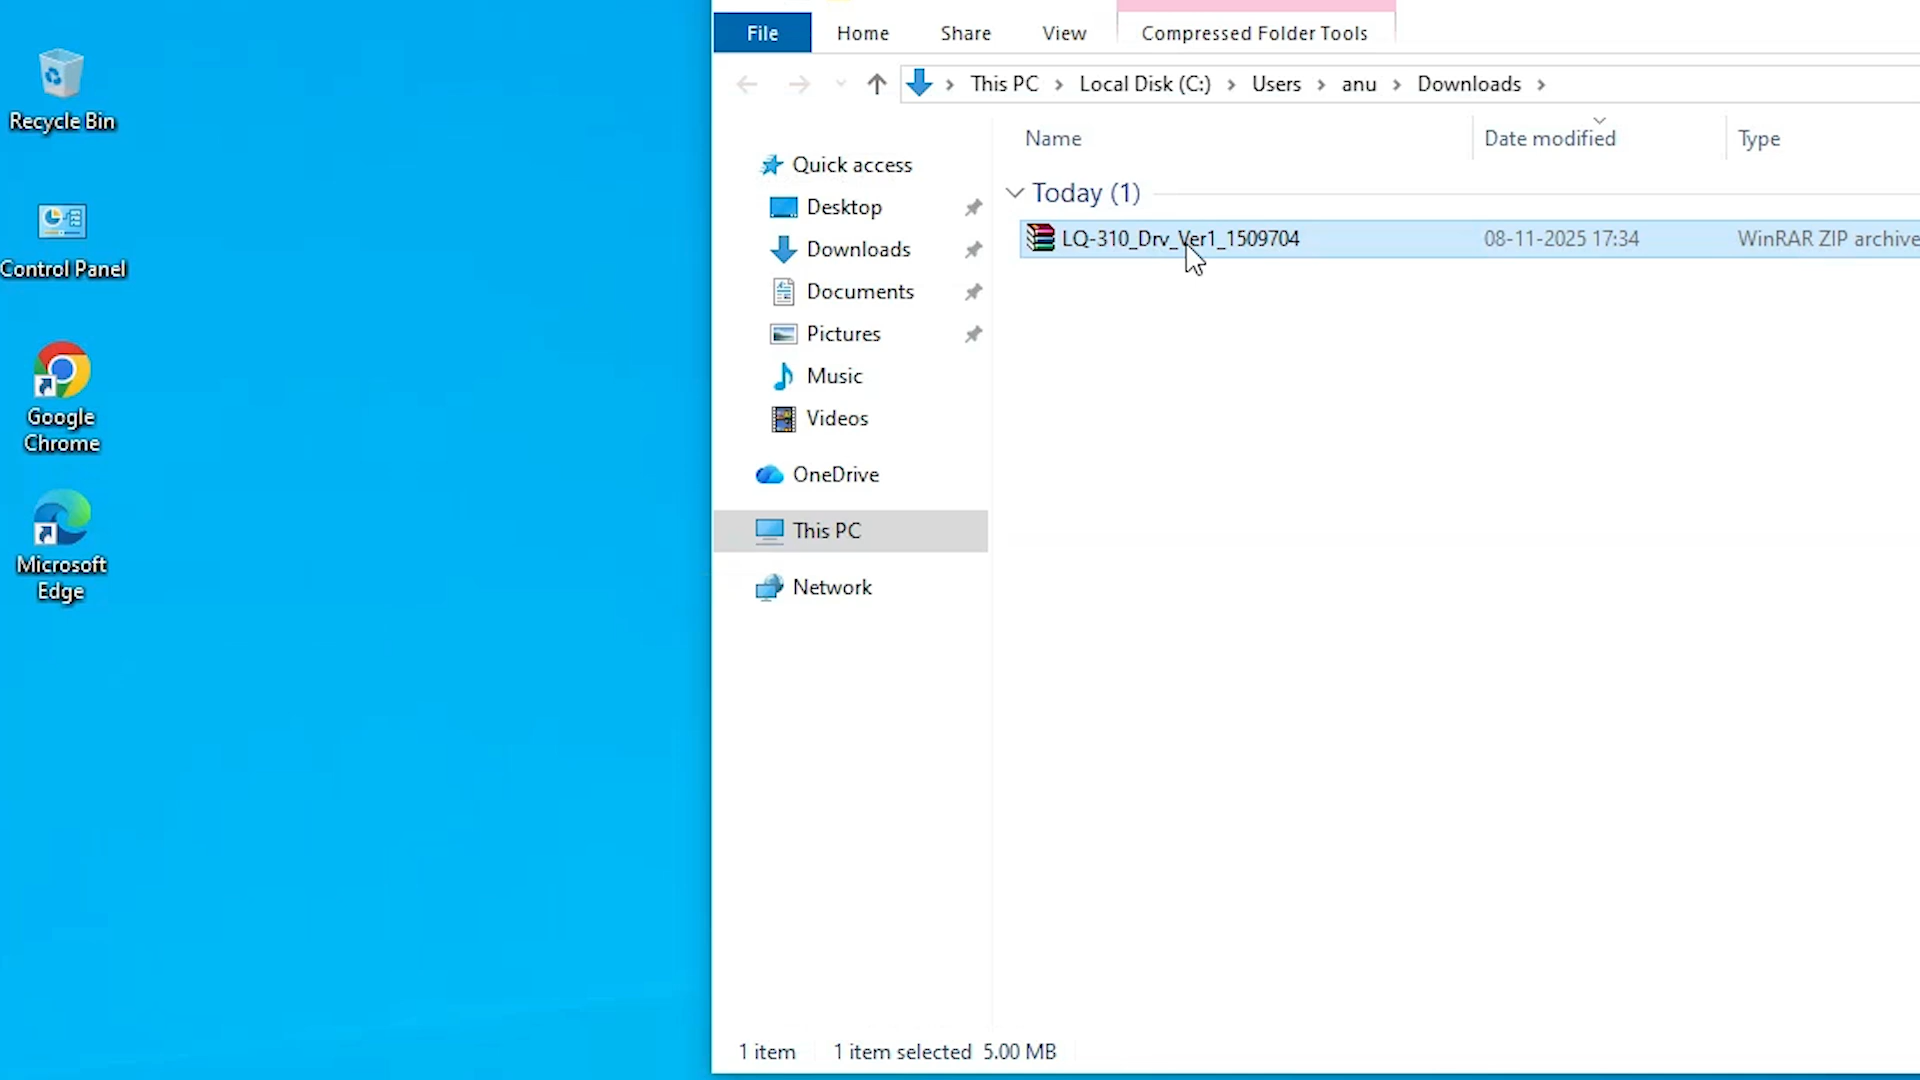 Recycle Bin
Control Panel
Google
Chrome
Microsoft
Edge
File Home Share View Compressed Folder Tools
This PC Local Disk (C:) Users anu Downloads
Quick access
Desktop
Downloads
Documents
Pictures
Music
Videos
OneDrive
This PC
Network
Name Date modified Type
Today (1)
LQ-310_Drv_Ver1_1509704 08-11-2025 17:34 WinRAR ZIP archive
1 item 1 item selected 5.00 MB